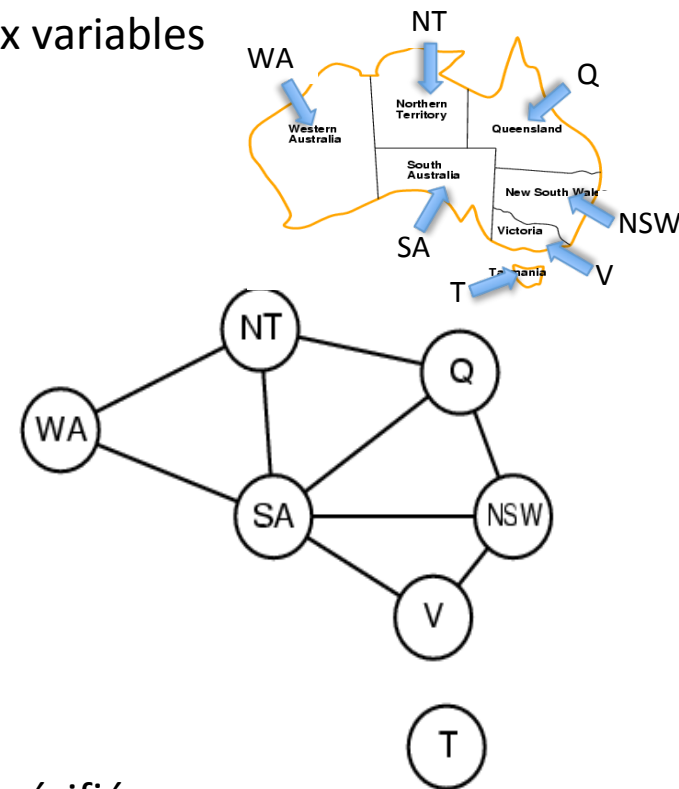 x variables
NT
WA
Q
Northern
Territory
Western
Australia
Queensland
South
Australia
New South Wale
NSW
Victoria
SA
V
T
NT
Q
WA
SA
NSW
V
T